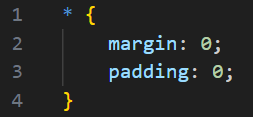 1 * {
2 margin: 0;
3 padding: 0;
4 }